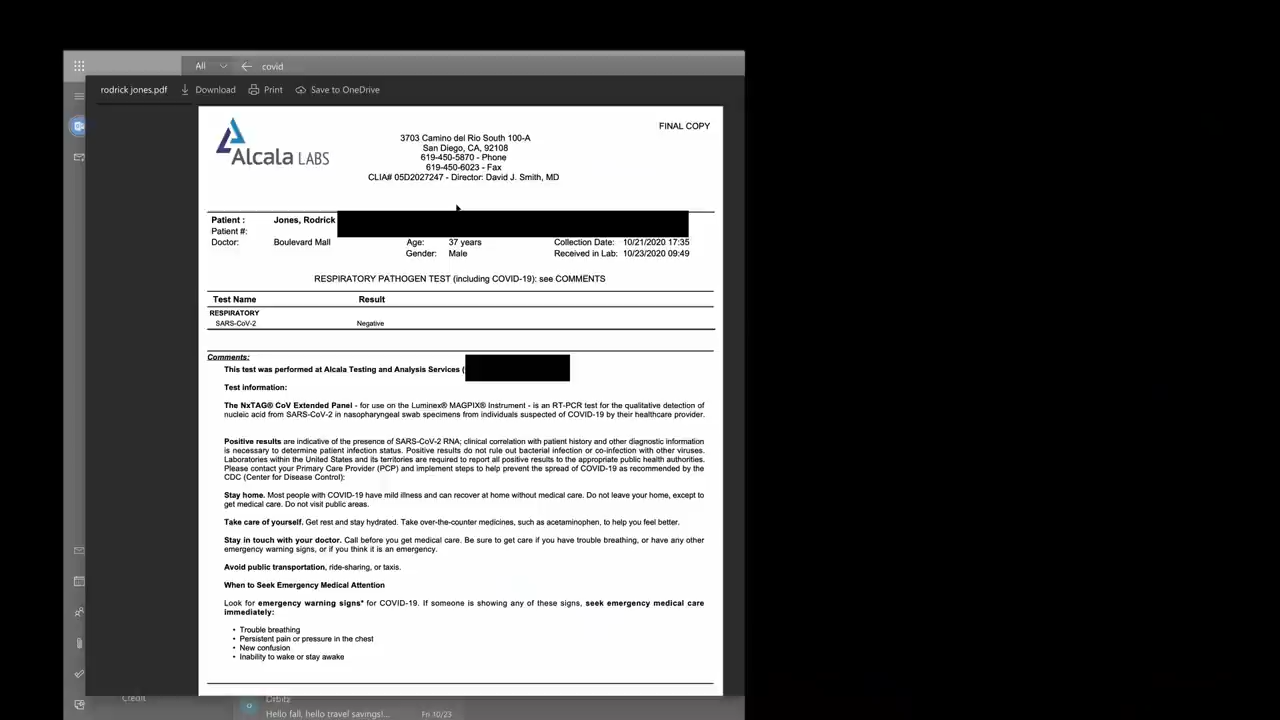 All
covid
rodrick jones.pdf Download Print Save to OneDrive
FINAL COPY
Alcala LABS
3703 Camino del Rio South 100-A
San Diego, CA, 92108
619-450-5870 - Phone
619-450-6023 - Fax
CLIA# 05D2027247 - Director: David J. Smith, MD
Patient : Jones, Rodrick
Patient #:
Doctor: Boulevard Mall Age: 37 years Collection Date: 10/21/2020 17:35
Gender: Male Received in Lab: 10/23/2020 09:49
RESPIRATORY PATHOGEN TEST (including COVID-19): see COMMENTS
Test Name Result
RESPIRATORY
SARS-CoV-2 Negative
Comments:
This test was performed at Alcala Testing and Analysis Services (
Test information:
The NxTAG® CoV Extended Panel - for use on the Luminex® MAGPIX® Instrument - is an RT-PCR test for the qualitative detection of
nucleic acid from SARS-CoV-2 in nasopharyngeal swab specimens from individuals suspected of COVID-19 by their healthcare provider.
Positive results are indicative of the presence of SARS-CoV-2 RNA; clinical correlation with patient history and other diagnostic information
is necessary to determine patient infection status. Positive results do not rule out bacterial infection or co-infection with other viruses.
Laboratories within the United States and its territories are required to report all positive results to the appropriate public health authorities.
Please contact your Primary Care Provider (PCP) and implement steps to help prevent the spread of COVID-19 as recommended by the
CDC (Center for Disease Control):
Stay home. Most people with COVID-19 have mild illness and can recover at home without medical care. Do not leave your home, except to
get medical care. Do not visit public areas.
Take care of yourself. Get rest and stay hydrated. Take over-the-counter medicines, such as acetaminophen, to help you feel better.
Stay in touch with your doctor. Call before you get medical care. Be sure to get care if you have trouble breathing, or have any other
emergency warning signs, or if you think it is an emergency.
Avoid public transportation, ride-sharing, or taxis.
When to Seek Emergency Medical Attention
Look for emergency warning signs* for COVID-19. If someone is showing any of these signs, seek emergency medical care
immediately:
• Trouble breathing
• Persistent pain or pressure in the chest
• New confusion
• Inability to wake or stay awake
Credit
Orbitz
Hello fall, hello travel savings!... Fri 10/23